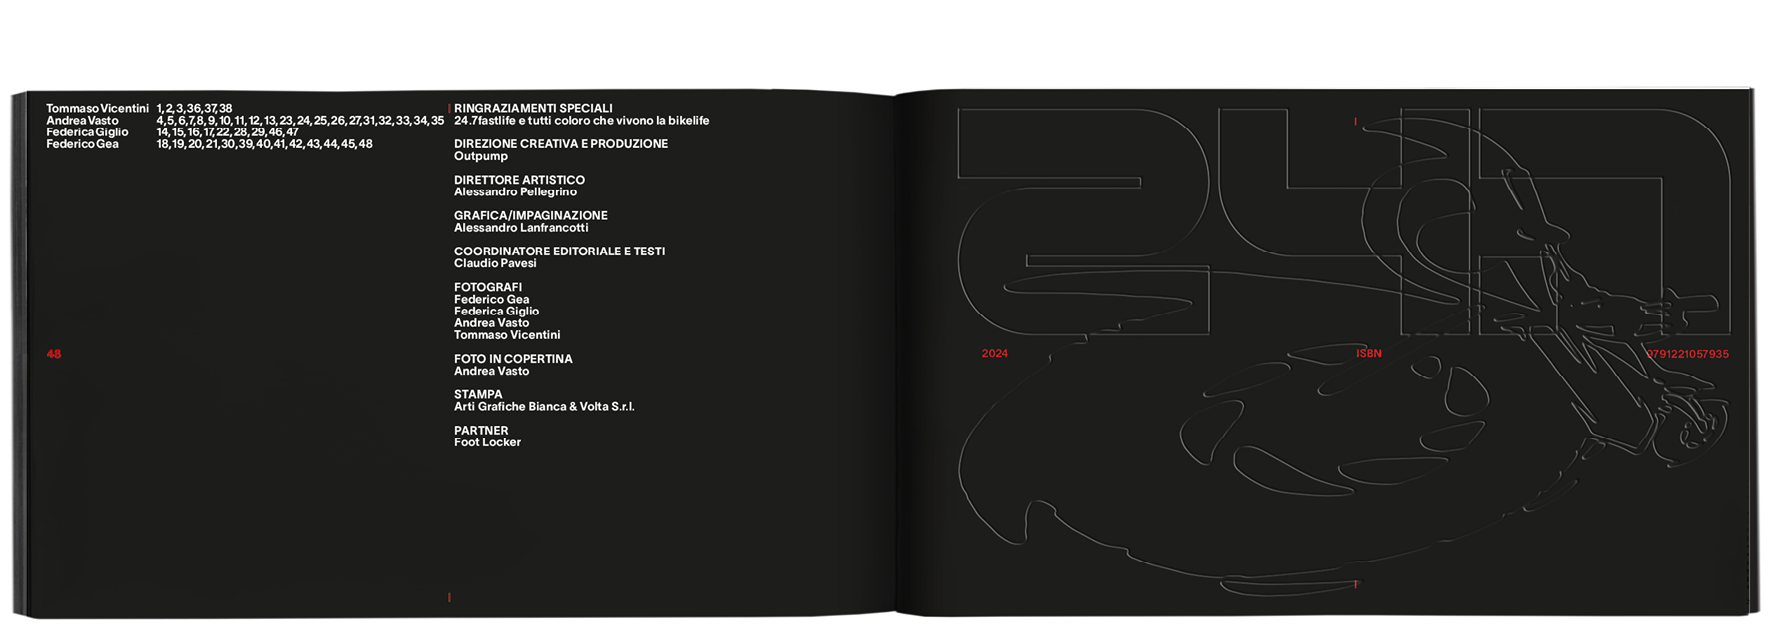 Tommaso Vicentini 1, 2, 3, 36, 37, 38
Andrea Vasto 4, 5, 6, 7, 8, 9, 10, 11, 12, 13, 23, 24, 25, 26, 27, 31, 32, 33, 34, 35
Federica Giglio 14, 15, 16, 17, 22, 28, 29, 46, 47
Federico Gea 18, 19, 20, 21, 30, 39, 40, 41, 42, 43, 44, 45, 48
48
RINGRAZIAMENTI SPECIALI
24.7fastlife e tutti coloro che vivono la bikelife
DIREZIONE CREATIVA E PRODUZIONE
Outpump
DIRETTORE ARTISTICO
Alessandro Pellegrino
GRAFICA/IMPAGINAZIONE
Alessandro Lanfrancotti
COORDINATORE EDITORIALE E TESTI
Claudio Pavesi
FOTOGRAFI
Federico Gea
Federica Giglio
Andrea Vasto
Tommaso Vicentini
FOTO IN COPERTINA
Andrea Vasto
STAMPA
Arti Grafiche Bianca & Volta S.r.l.
PARTNER
Foot Locker
247
2024 ISBN 9791221057935